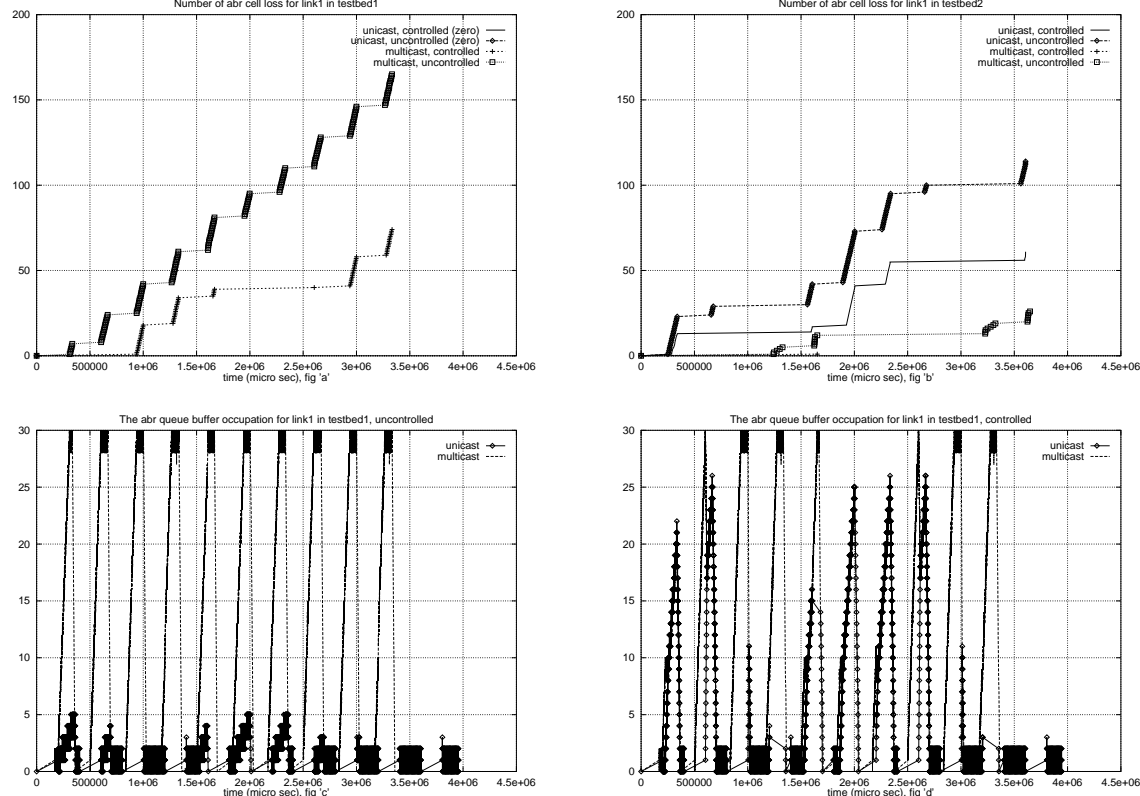 Number of abr cell loss for link1 in testbed1
200
150
100
50
0
unicast, controlled (zero)
unicast, uncontrolled (zero)
multicast, controlled
multicast, uncontrolled
0 500000 1e+06 1.5e+06 2e+06 2.5e+06 3e+06 3.5e+06 4e+06 4.5e+06
time (micro sec), fig 'a'
Number of abr cell loss for link1 in testbed2
200
150
100
50
0
unicast, controlled
unicast, uncontrolled
multicast, controlled
multicast, uncontrolled
0 500000 1e+06 1.5e+06 2e+06 2.5e+06 3e+06 3.5e+06 4e+06 4.5e+06
time (micro sec), fig 'b'
The abr queue buffer occupation for link1 in testbed1, uncontrolled
30
25
20
15
10
5
0
unicast
multicast
0 500000 1e+06 1.5e+06 2e+06 2.5e+06 3e+06 3.5e+06 4e+06 4.5e+06
time (micro sec), fig 'c'
The abr queue buffer occupation for link1 in testbed1, controlled
30
25
20
15
10
5
0
unicast
multicast
0 500000 1e+06 1.5e+06 2e+06 2.5e+06 3e+06 3.5e+06 4e+06 4.5e+06
time (micro sec), fig 'd'